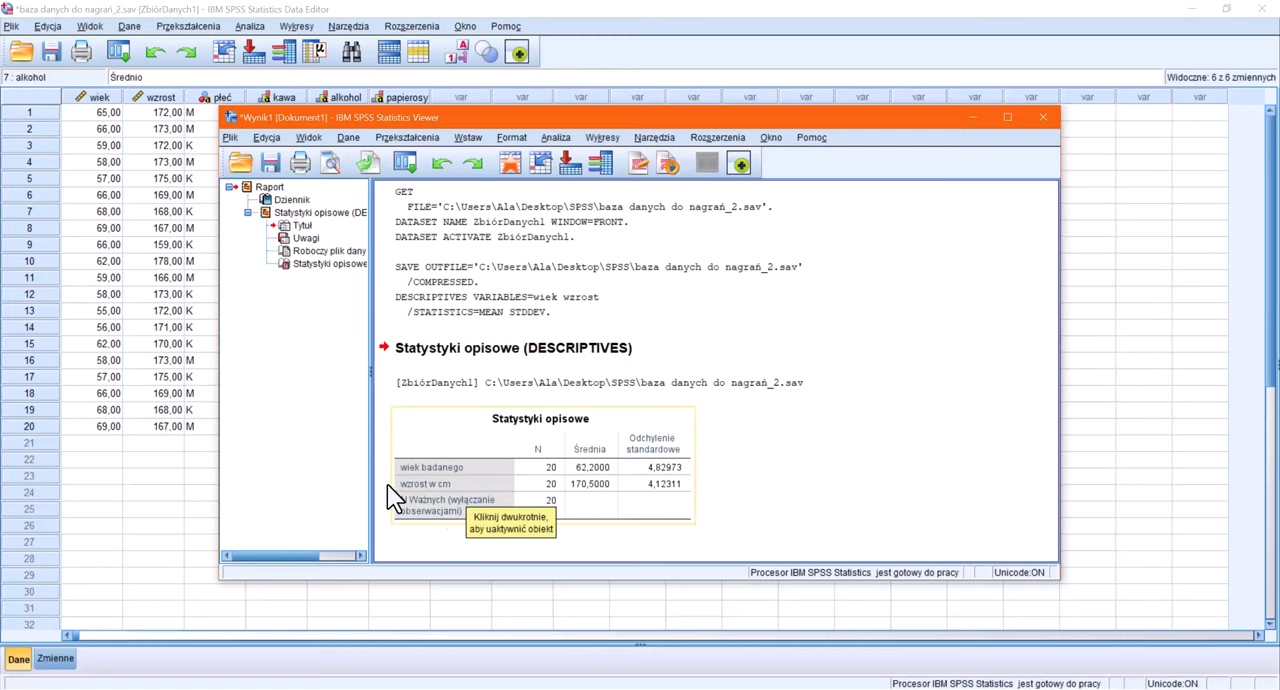 *baza danych do nagrań_2.sav [ZbiórDanych1] - IBM SPSS Statistics Data Editor
Plik Edycja Widok Dane Przekształcenia Analiza Wykresy Narzędzia Rozszerzenia Okno Pomoc
7 : alkohol Średnio Widoczne: 6 z 6 zmiennych
wiek wzrost płeć kawa alkohol papierosy var var var var var var var var var var var var var
1 65,00 172,00 M
2 66,00 173,00 M
3 59,00 172,00 K
4 58,00 173,00 M
5 57,00 175,00 K
6 66,00 169,00 M
7 68,00 168,00 K
8 69,00 167,00 M
9 66,00 159,00 K
10 62,00 178,00 M
11 59,00 166,00 M
12 58,00 173,00 K
13 55,00 172,00 K
14 56,00 171,00 K
15 62,00 170,00 K
16 58,00 173,00 M
17 57,00 175,00 K
18 66,00 169,00 M
19 68,00 168,00 K
20 69,00 167,00 M
21
22
23
24
25
26
27
28
29
30
31
32
*Wynik1 [Dokument1] - IBM SPSS Statistics Viewer
Plik Edycja Widok Dane Przekształcenia Wstaw Format Analiza Wykresy Narzędzia Rozszerzenia Okno Pomoc
Raport
Dziennik
Statystyki opisowe (DE
Tytuł
Uwagi
Roboczy plik dany
Statystyki opisowe
GET
FILE='C:\Users\Ala\Desktop\SPSS\baza danych do nagrań_2.sav'.
DATASET NAME ZbiórDanych1 WINDOW=FRONT.
DATASET ACTIVATE ZbiórDanych1.
SAVE OUTFILE='C:\Users\Ala\Desktop\SPSS\baza danych do nagrań_2.sav'
/COMPRESSED.
DESCRIPTIVES VARIABLES=wiek wzrost
/STATISTICS=MEAN STDDEV.
Statystyki opisowe (DESCRIPTIVES)
[ZbiórDanych1] C:\Users\Ala\Desktop\SPSS\baza danych do nagrań_2.sav
Statystyki opisowe
N Średnia Odchylenie
standardowe
wiek badanego 20 62,2000 4,82973
wzrost w cm 20 170,5000 4,12311
Ważnych (wyłączanie 20
obserwacjami)
Kliknij dwukrotnie,
aby uaktywnić obiekt
Procesor IBM SPSS Statistics jest gotowy do pracy Unicode:ON
Dane Zmienne
Procesor IBM SPSS Statistics jest gotowy do pracy Unicode:ON